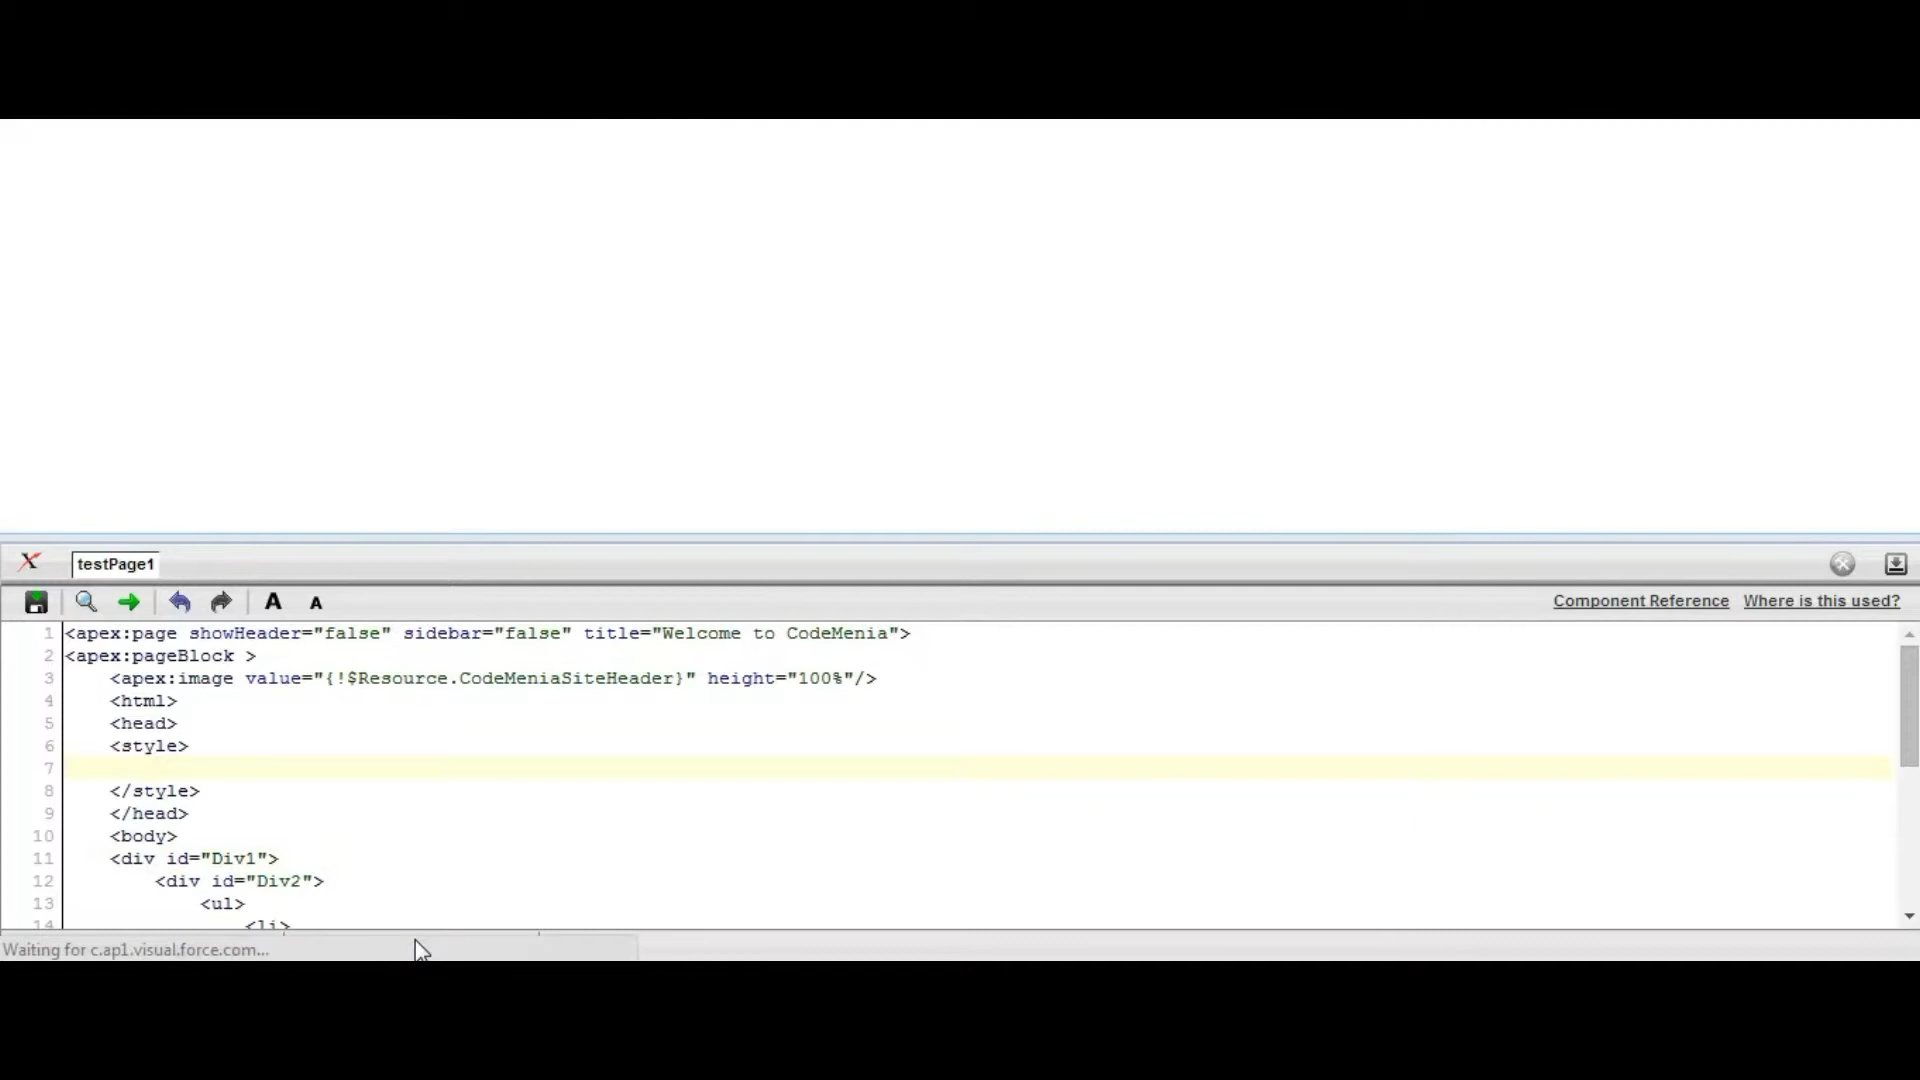 testPage1
A A Component Reference Where is this used?
1 <apex:page showHeader="false" sidebar="false" title="Welcome to CodeMenia">
2 <apex:pageBlock >
3 <apex:image value="{!$Resource.CodeMeniaSiteHeader}" height="100%"/>
4 <html>
5 <head>
6 <style>
7
8 </style>
9 </head>
10 <body>
11 <div id="Div1">
12 <div id="Div2">
13 <ul>
14 <li>
Waiting for c.ap1.visual.force.com...